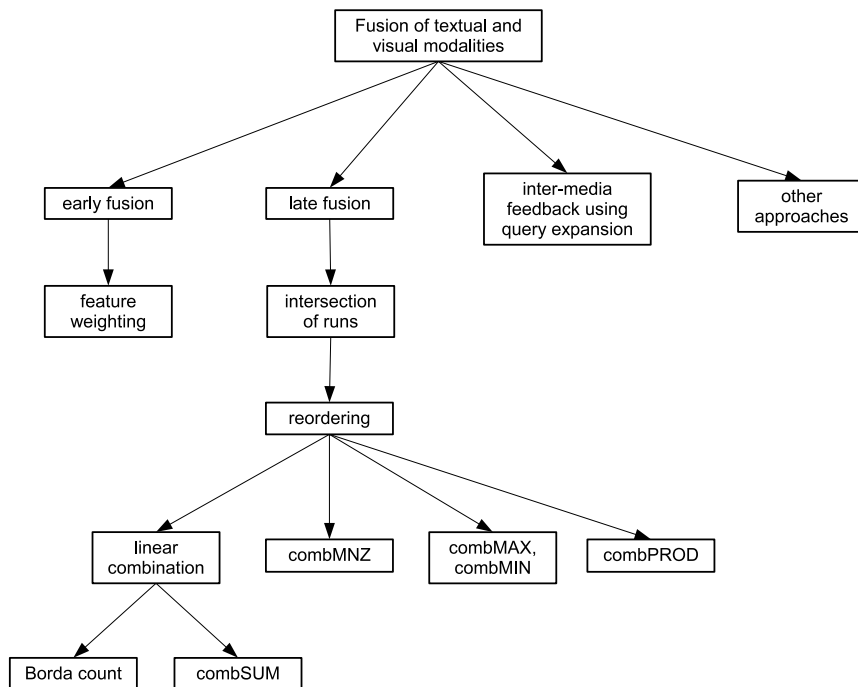 Fusion of textual and
visual modalities
early fusion
late fusion
inter-media
feedback using
query expansion
other
approaches
feature
weighting
intersection
of runs
reordering
linear
combination
combMNZ
combMAX,
combMIN
combPROD
Borda count
combSUM